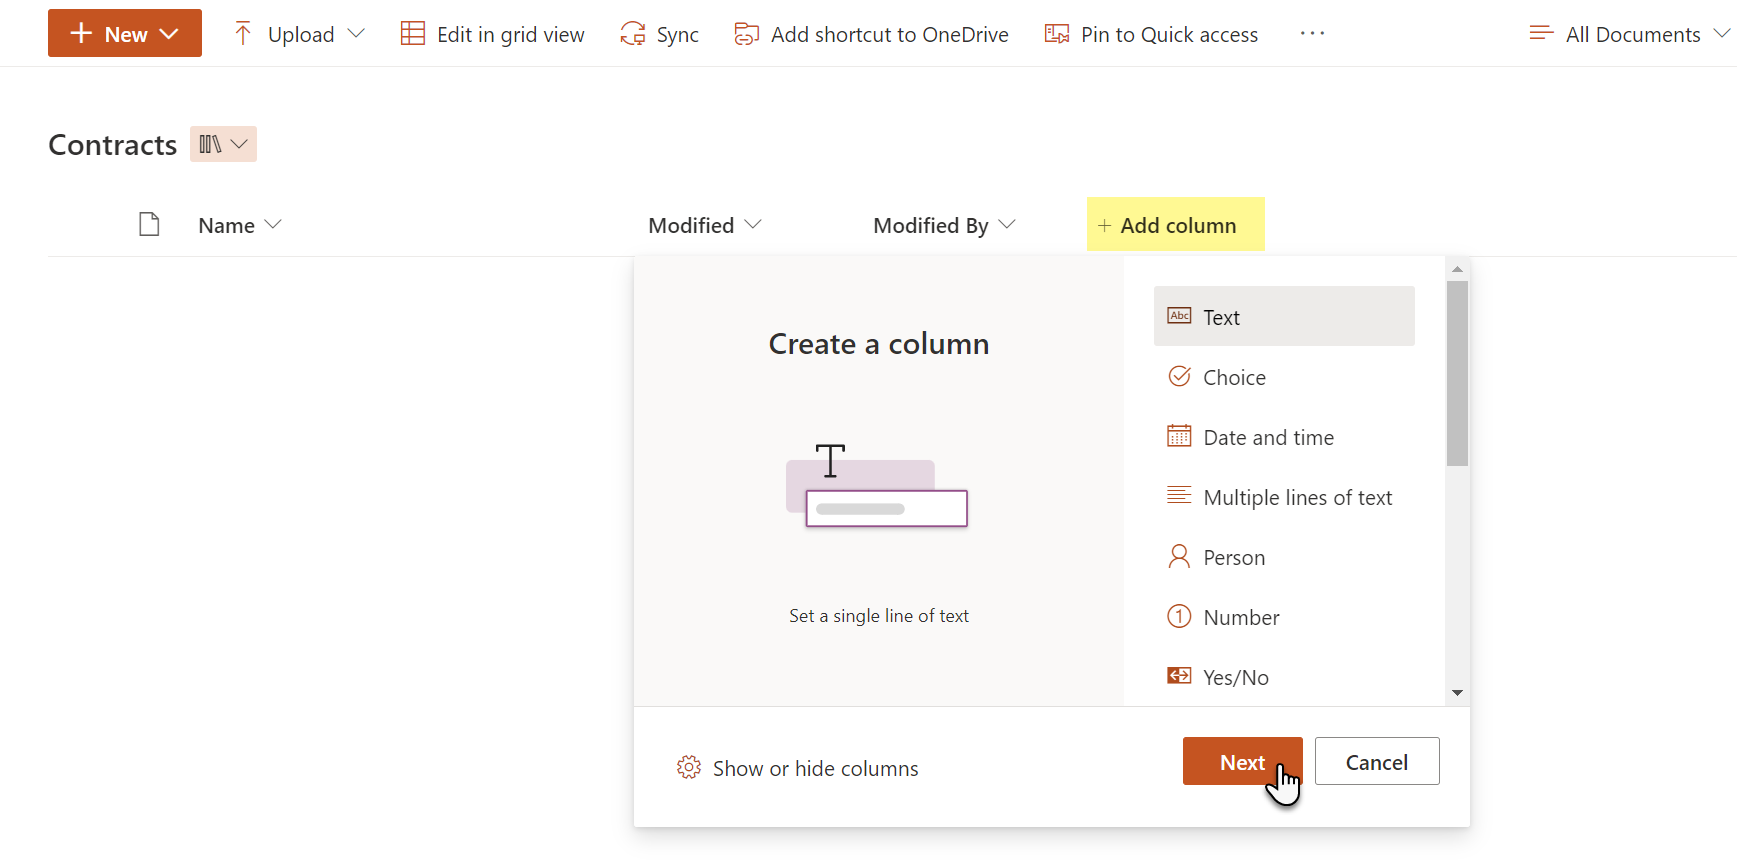 New Upload Edit in grid view Sync Add shortcut to OneDrive Pin to Quick access ··· All Documents
Contracts
Name Modified Modified By + Add column
Create a column
Set a single line of text
Abc Text
Choice
Date and time
Multiple lines of text
Person
1 Number
Yes/No
Show or hide columns Next Cancel